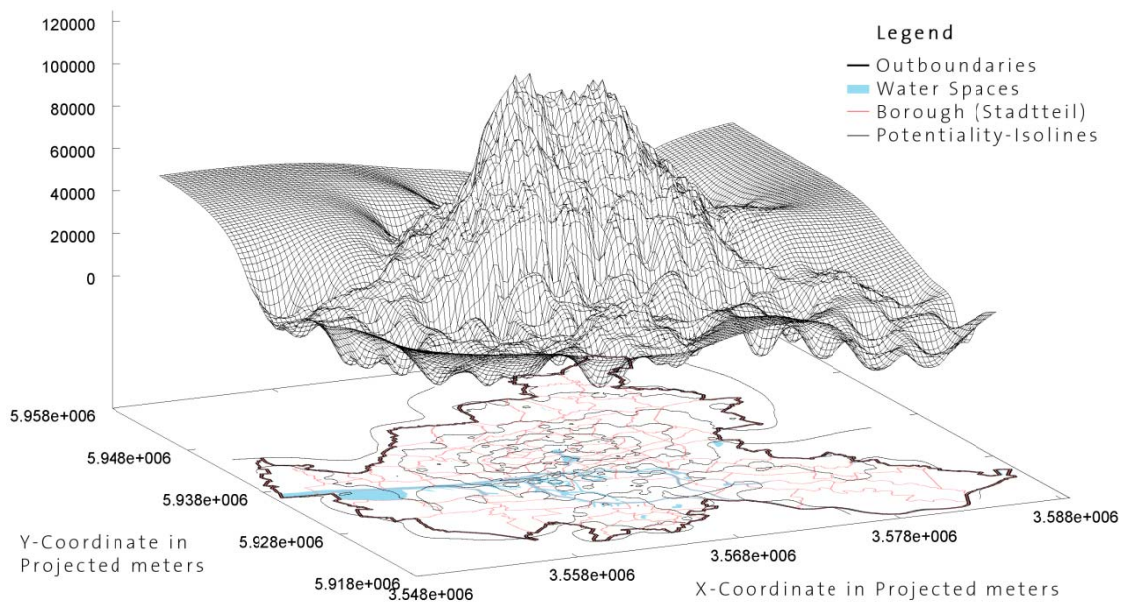 120000
100000
80000
60000
40000
20000
0
Legend
Outboundaries
Water Spaces
Borough (Stadtteil)
Potentiality-Isolines
5.958e+006
5.948e+006
5.938e+006
5.928e+006
5.918e+006
Y-Coordinate in
Projected meters
3.548e+006
3.558e+006
3.568e+006
3.578e+006
3.588e+006
X-Coordinate in Projected meters